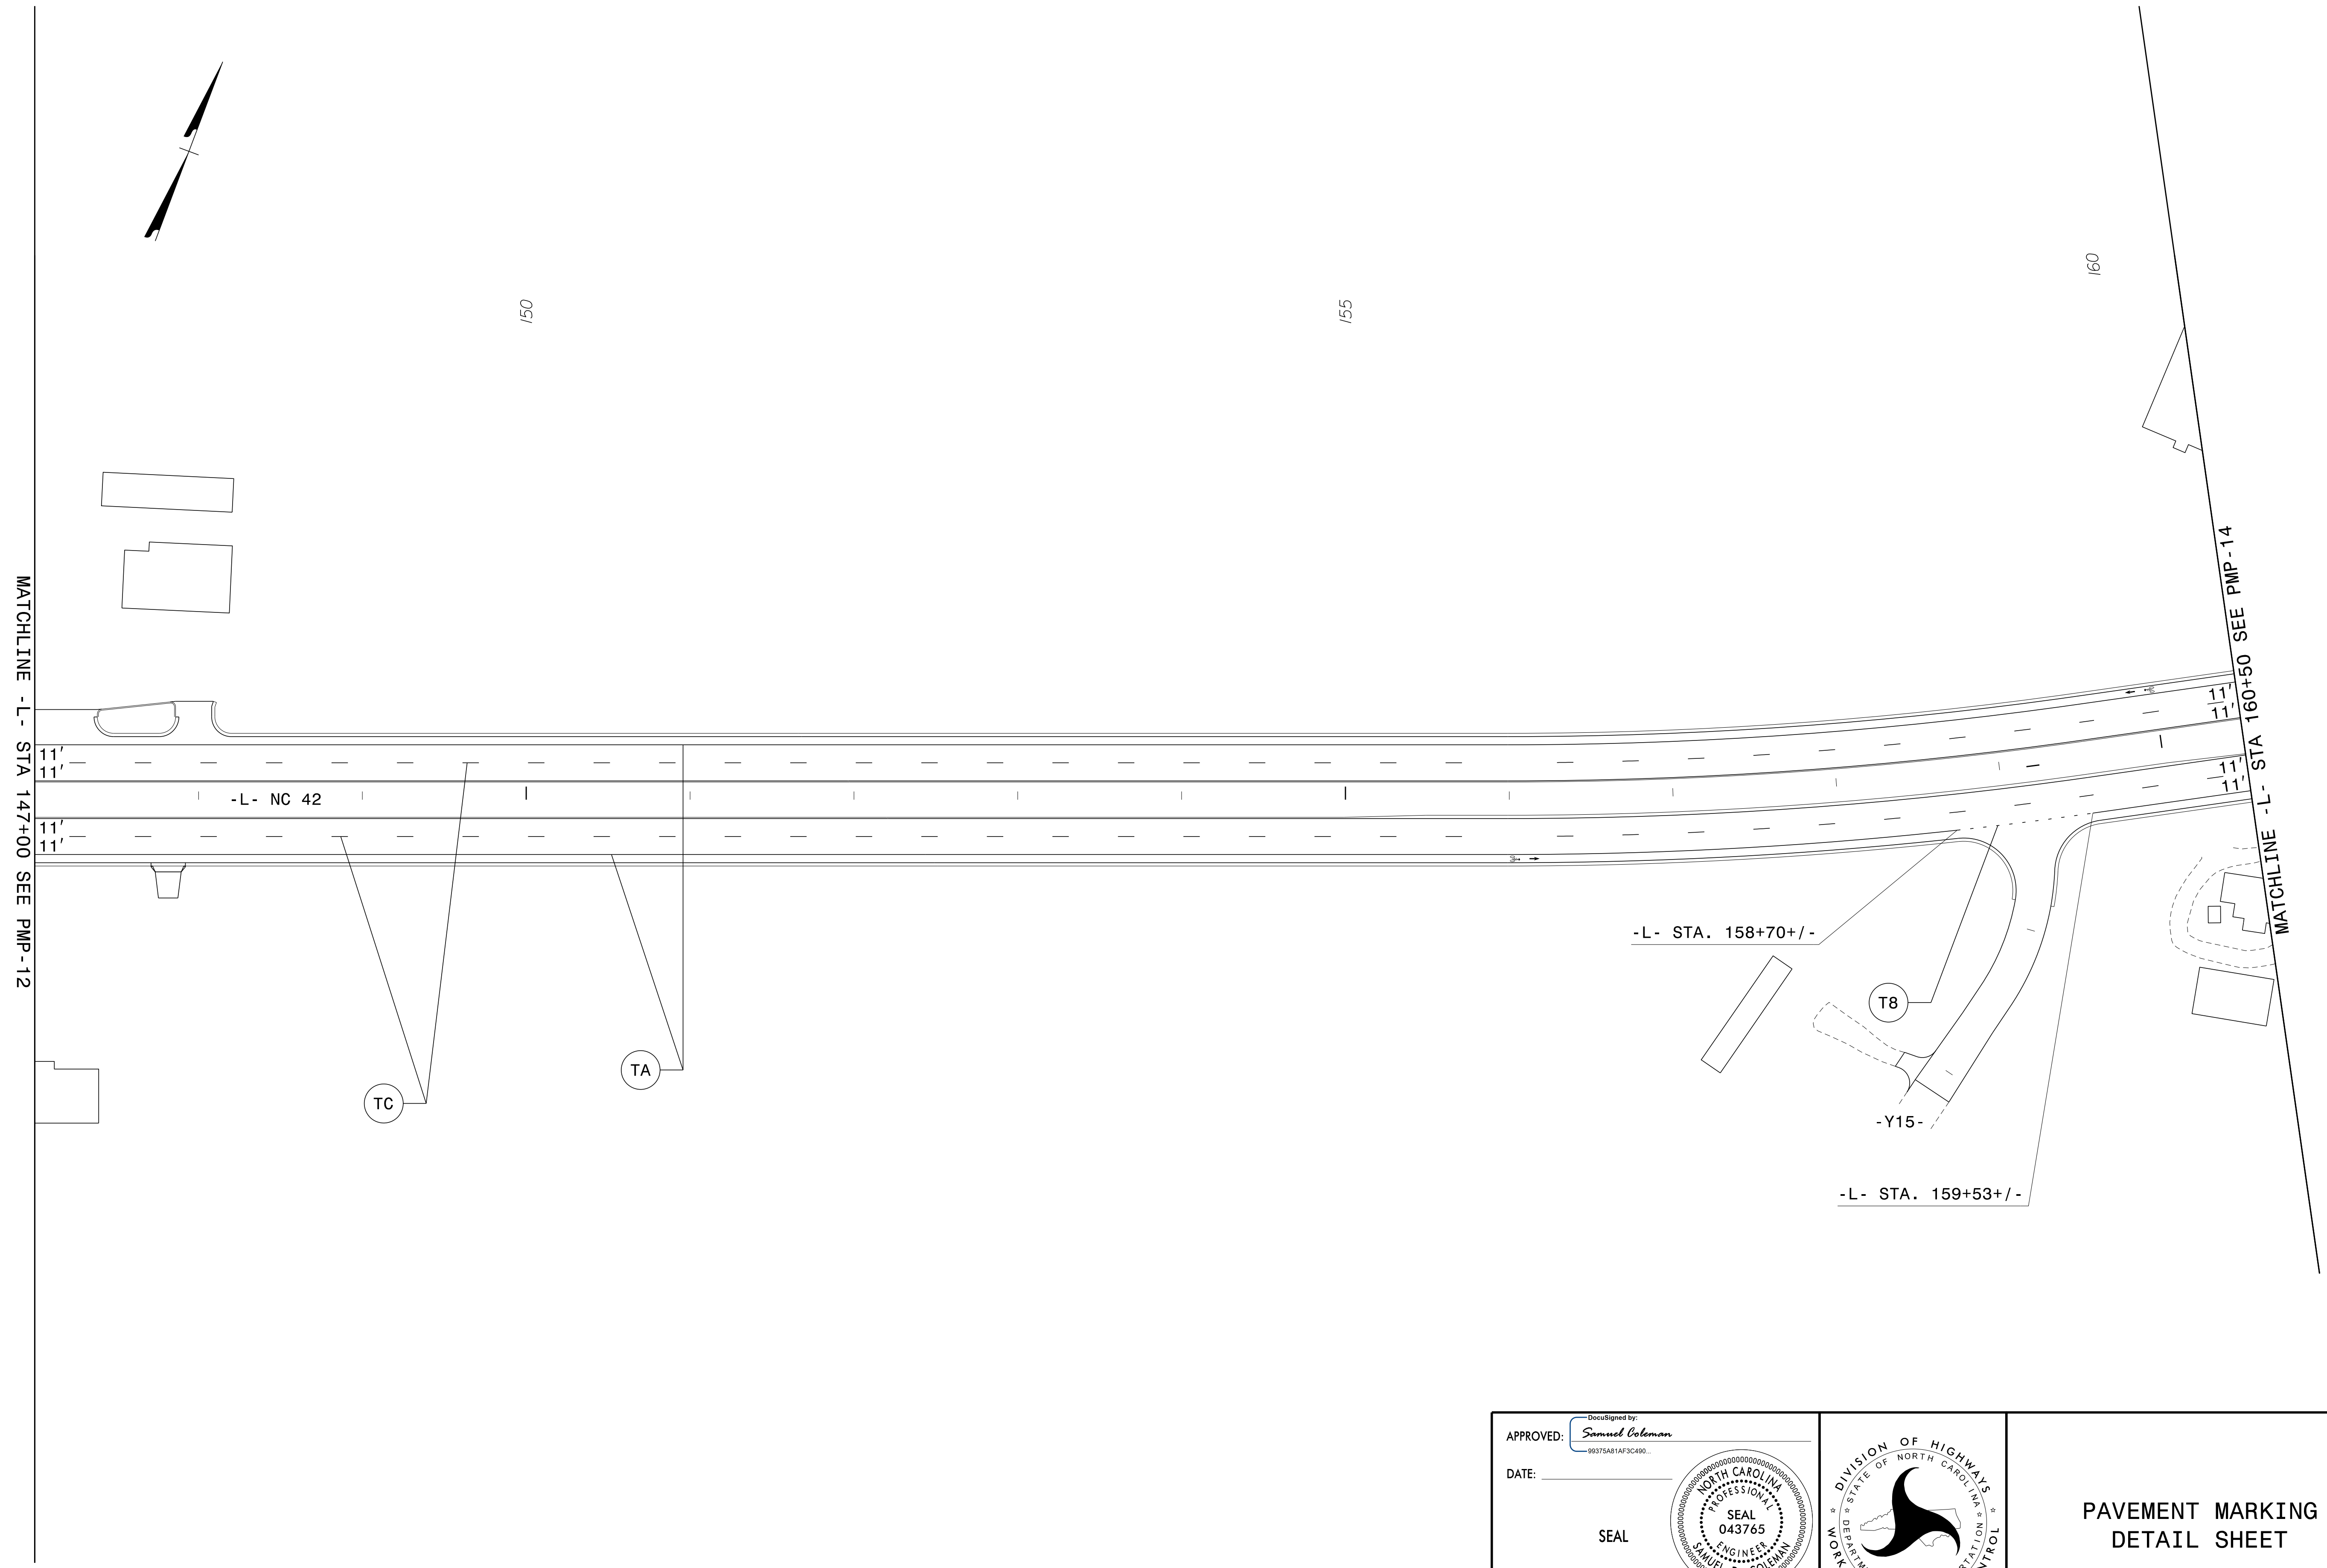 150
155
160
MATCHLINE -L- STA 147+00 SEE PMP-12
MATCHLINE -L- STA 160+50 SEE PMP-14
11'
11'
11'
11'
11'
11'
11'
11'
-L- NC 42
-L- STA. 158+70+/-
T8
TA
TC
-Y15-
-L- STA. 159+53+/-
APPROVED:
DocuSigned by:
Samuel Coleman
99375A81AF3C490...
DATE:
SEAL
NORTH CAROLINA
PROFESSIONAL
SEAL
043765
ENGINEER
DIVISION OF HIGHWAYS
STATE OF NORTH CAROLINA
PAVEMENT MARKING
DETAIL SHEET